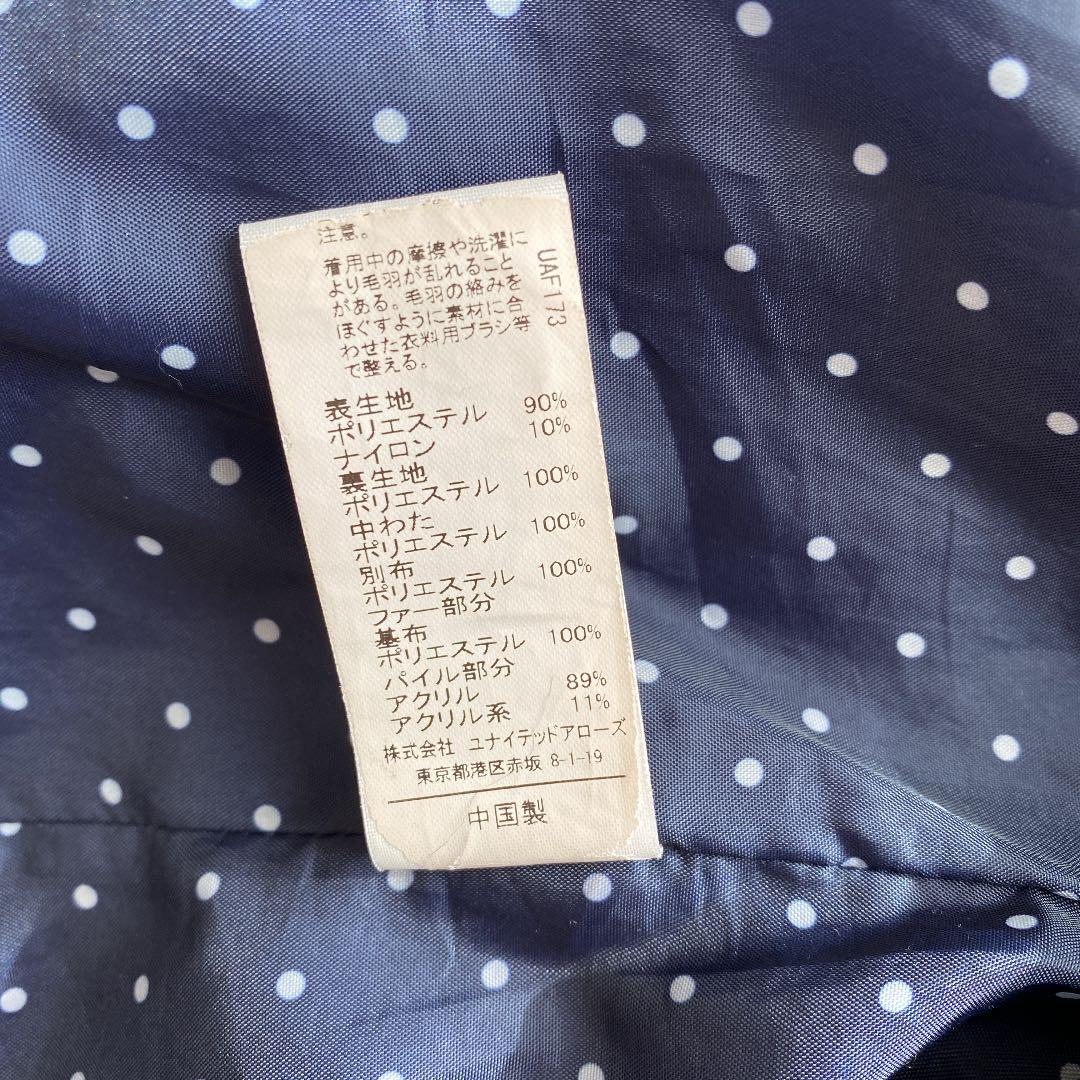 注意。
着用中の摩擦や洗濯に
より毛羽が乱れること
がある。毛羽の絡みを
ほぐすように素材に合
わせた衣料用ブラシ等
で整える。
UAF173
表生地
ポリエステル 90%
ナイロン 10%
裏生地
ポリエステル 100%
中わた
ポリエステル 100%
別布
ポリエステル 100%
ファー部分
基布
ポリエステル 100%
パイル部分
アクリル 89%
アクリル系 11%
株式会社 ユナイテッドアローズ
東京都港区赤坂 8-1-19
中国製